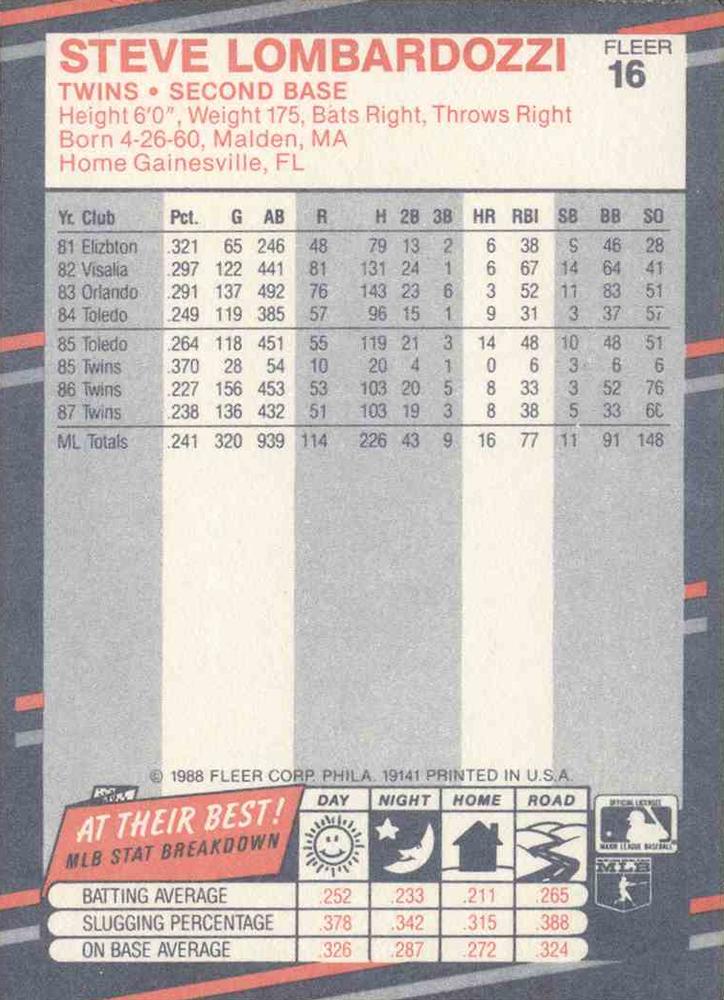 STEVE LOMBARDOZZI
FLEER
16
TWINS • SECOND BASE
Height 6'0", Weight 175, Bats Right, Throws Right
Born 4-26-60, Malden, MA
Home Gainesville, FL
Yr. Club Pct. G AB R H 2B 3B HR RBI SB BB SO
81 Elizbton .321 65 246 48 79 13 2 6 38 9 46 28
82 Visalia .297 122 441 81 131 24 1 6 67 14 64 41
83 Orlando .291 137 492 76 143 23 6 3 52 11 83 51
84 Toledo .249 119 385 57 96 15 1 9 31 3 37 57
85 Toledo .264 118 451 55 119 21 3 14 48 10 48 51
85 Twins .370 28 54 10 20 4 1 0 6 3 6 6
86 Twins .227 156 453 53 103 20 5 8 33 3 52 76
87 Twins .238 136 432 51 103 19 3 8 38 5 33 66
ML Totals .241 320 939 114 226 43 9 16 77 11 91 148
© 1988 FLEER CORP. PHILA. 19141 PRINTED IN U.S.A.
AT THEIR BEST!
MLB STAT BREAKDOWN
DAY NIGHT HOME ROAD
BATTING AVERAGE .252 .233 .211 .265
SLUGGING PERCENTAGE .378 .342 .315 .388
ON BASE AVERAGE .326 .287 .272 .324
OFFICIAL LICENSEE
MAJOR LEAGUE BASEBALL
MLB